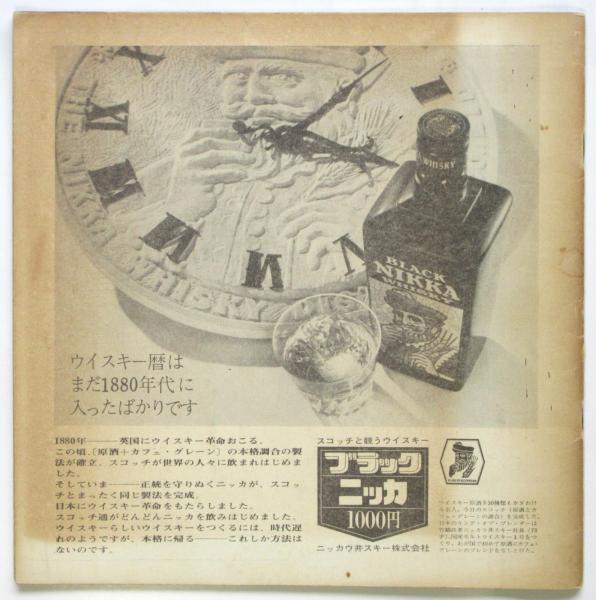 THE NIKKA WHISKY DIS
WHISKY
BLACK
NIKKA
WHISKY
ウイスキー暦は
まだ1880年代に
入ったばかりです
1880年―――英国にウイスキー革命おこる。
この頃、〔原酒+カフェ・グレーン〕の本格調合の製
法が確立。スコッチが世界の人々に飲まれはじめま
した。
そしていま―――正統を守りぬくニッカが、スコッ
チとまったく同じ製法を完成。
日本にウイスキー革命をもたらしました。
スコッチ通がどんどんニッカを飲みはじめました。
ウイスキーらしいウイスキーをつくるには、時代遅
れのようですが、本格に帰る―――これしか方法は
ないのです。
スコッチと競うウイスキー
ブラック
ニッカ
1000円
ニッカウ井スキー株式会社